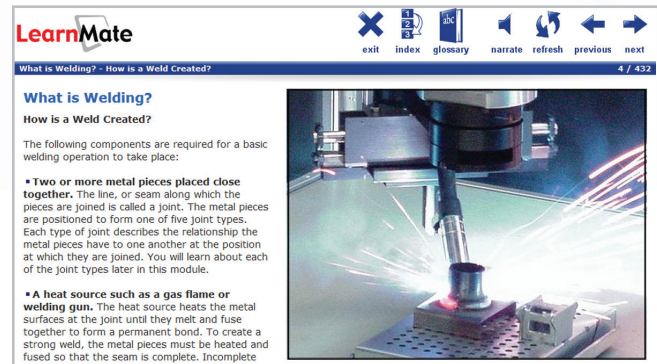 LearnMate
1
2
3
abc
exit index glossary narrate refresh previous next
What is Welding? - How is a Weld Created? 4 / 432
What is Welding?
How is a Weld Created?
The following components are required for a basic
welding operation to take place:
▪ Two or more metal pieces placed close
together. The line, or seam along which the
pieces are joined is called a joint. The metal pieces
are positioned to form one of five joint types.
Each type of joint describes the relationship the
metal pieces have to one another at the position
at which they are joined. You will learn about each
of the joint types later in this module.
▪ A heat source such as a gas flame or
welding gun. The heat source heats the metal
surfaces at the joint until they melt and fuse
together to form a permanent bond. To create a
strong weld, the metal pieces must be heated and
fused so that the seam is complete. Incomplete